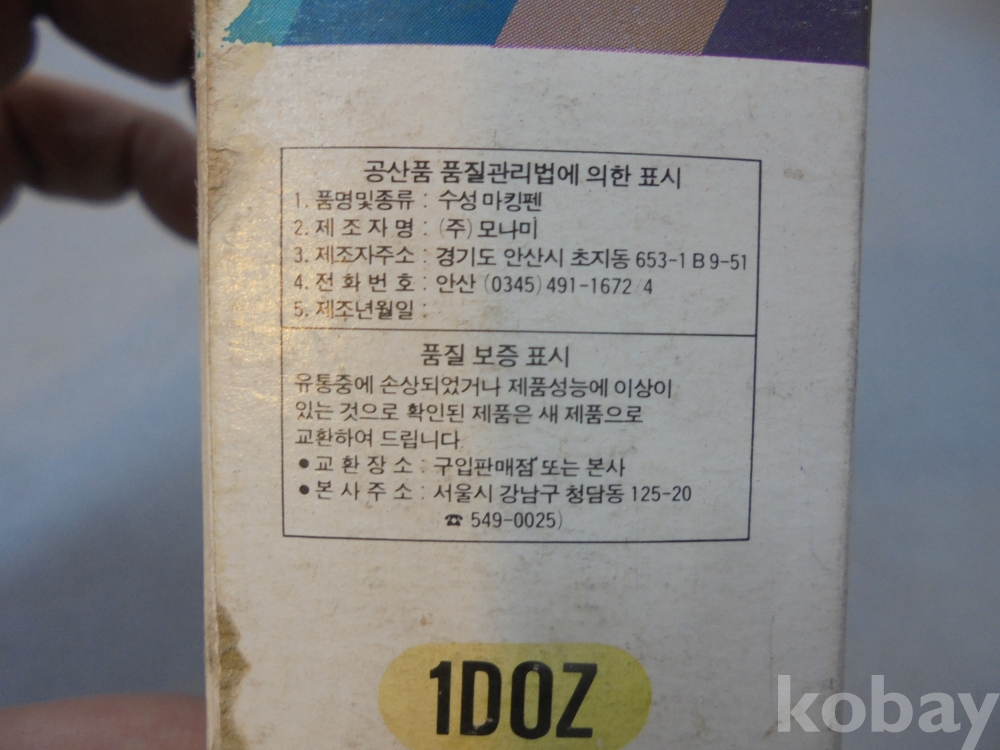 공산품 품질관리법에 의한 표시
1. 품명및종류 : 수성 마킹펜
2. 제 조 자 명 : (주) 모나미
3. 제조자주소 : 경기도 안산시 초지동 653-1 B 9-51
4. 전 화 번 호 : 안산 (0345) 491-1672/4
5. 제조년월일 :
품질 보증 표시
유통중에 손상되었거나 제품성능에 이상이
있는 것으로 확인된 제품은 새 제품으로
교환하여 드립니다.
● 교 환 장 소 : 구입판매점 또는 본사
● 본 사 주 소 : 서울시 강남구 청담동 125-20
☎ 549-0025)
1DOZ
kobay